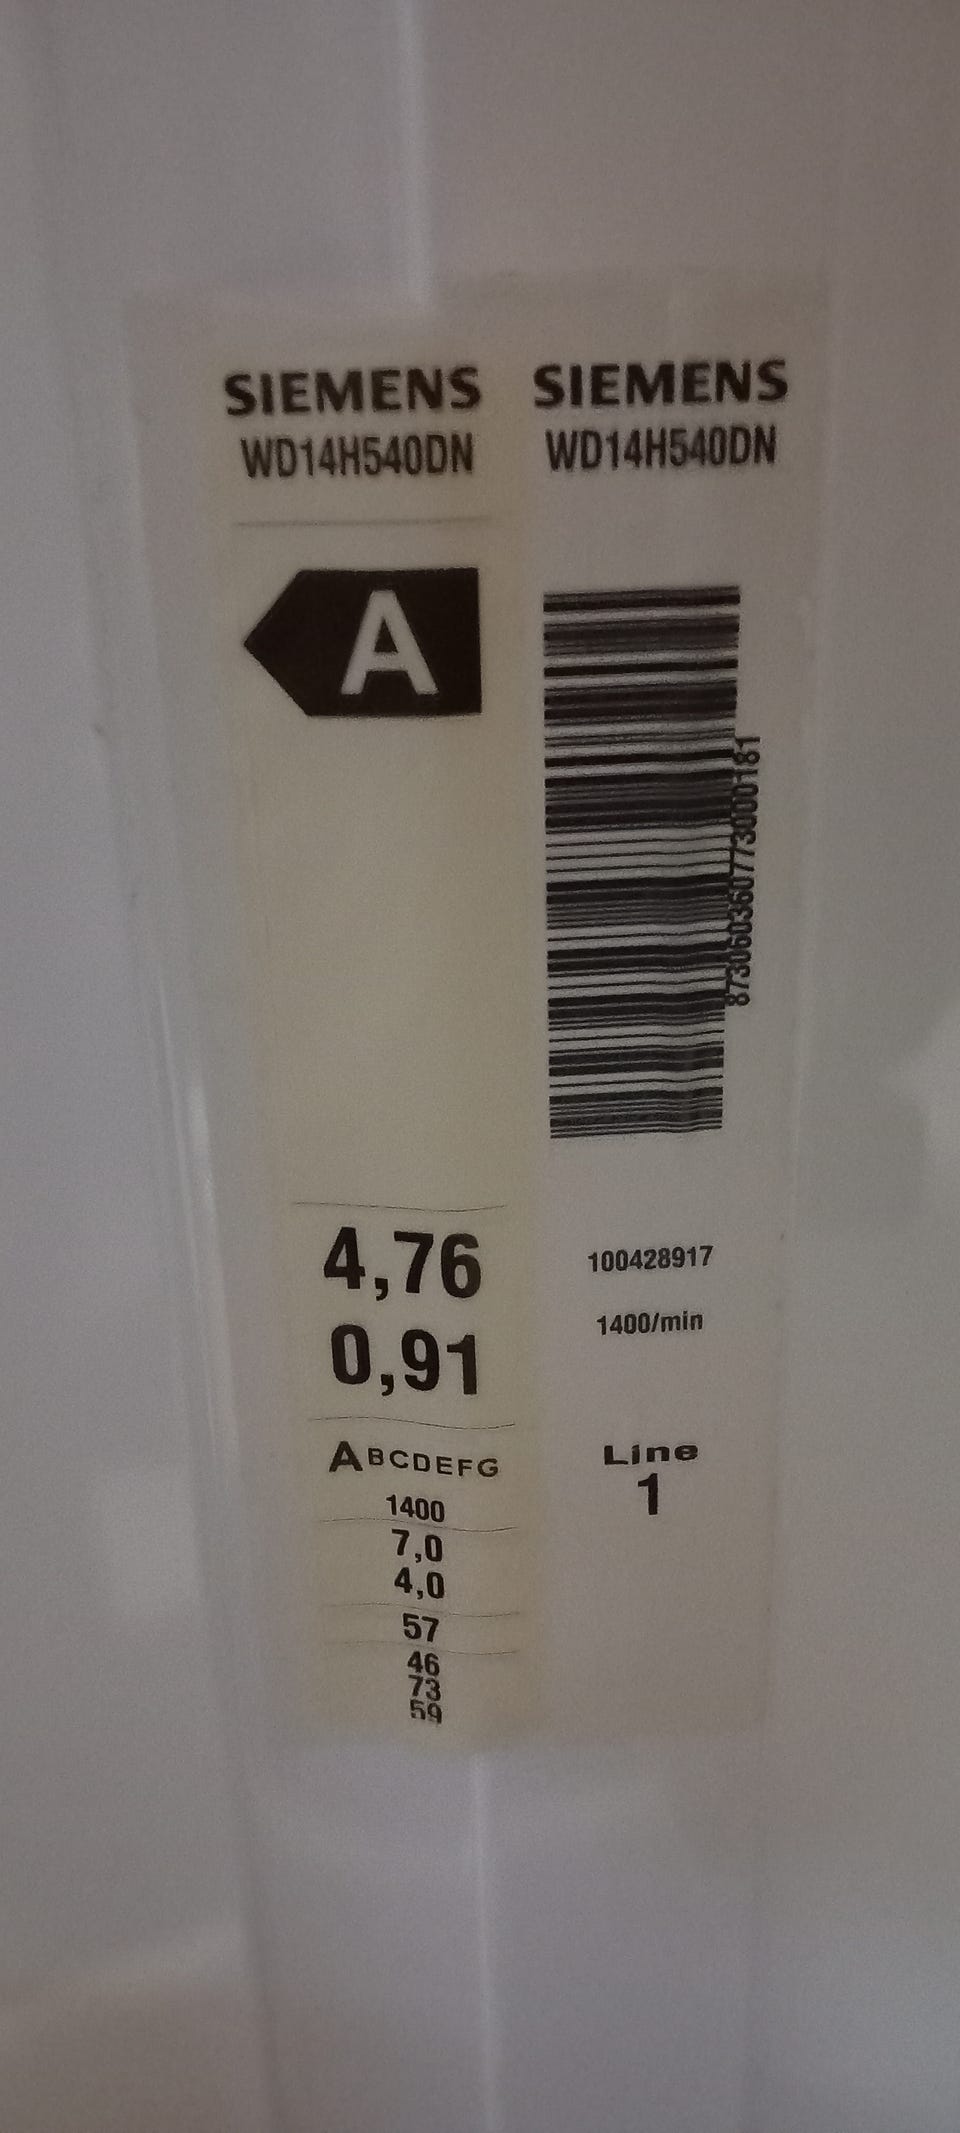 SIEMENS
WD14H540DN
A
4,76
0,91
ABCDEFG
1400
7,0
4,0
57
46
73
59
SIEMENS
WD14H540DN
100428917
1400/min
Line
1